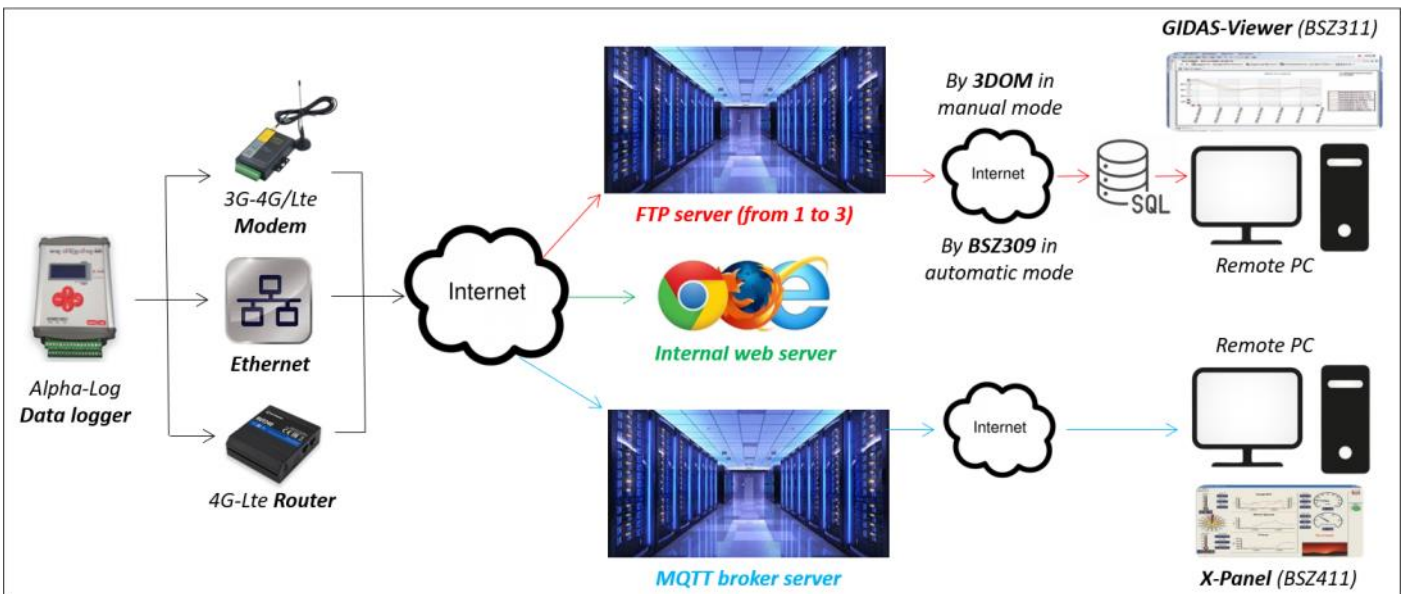 GIDAS-Viewer (BSZ311)
By 3DOM in
manual mode
Internet
SQL
By BSZ309 in
automatic mode
Remote PC
3G-4G/Lte
Modem
FTP server (from 1 to 3)
Internet
Ethernet
Internal web server
Alpha-Log
Data logger
4G-Lte Router
Remote PC
Internet
MQTT broker server
X-Panel (BSZ411)